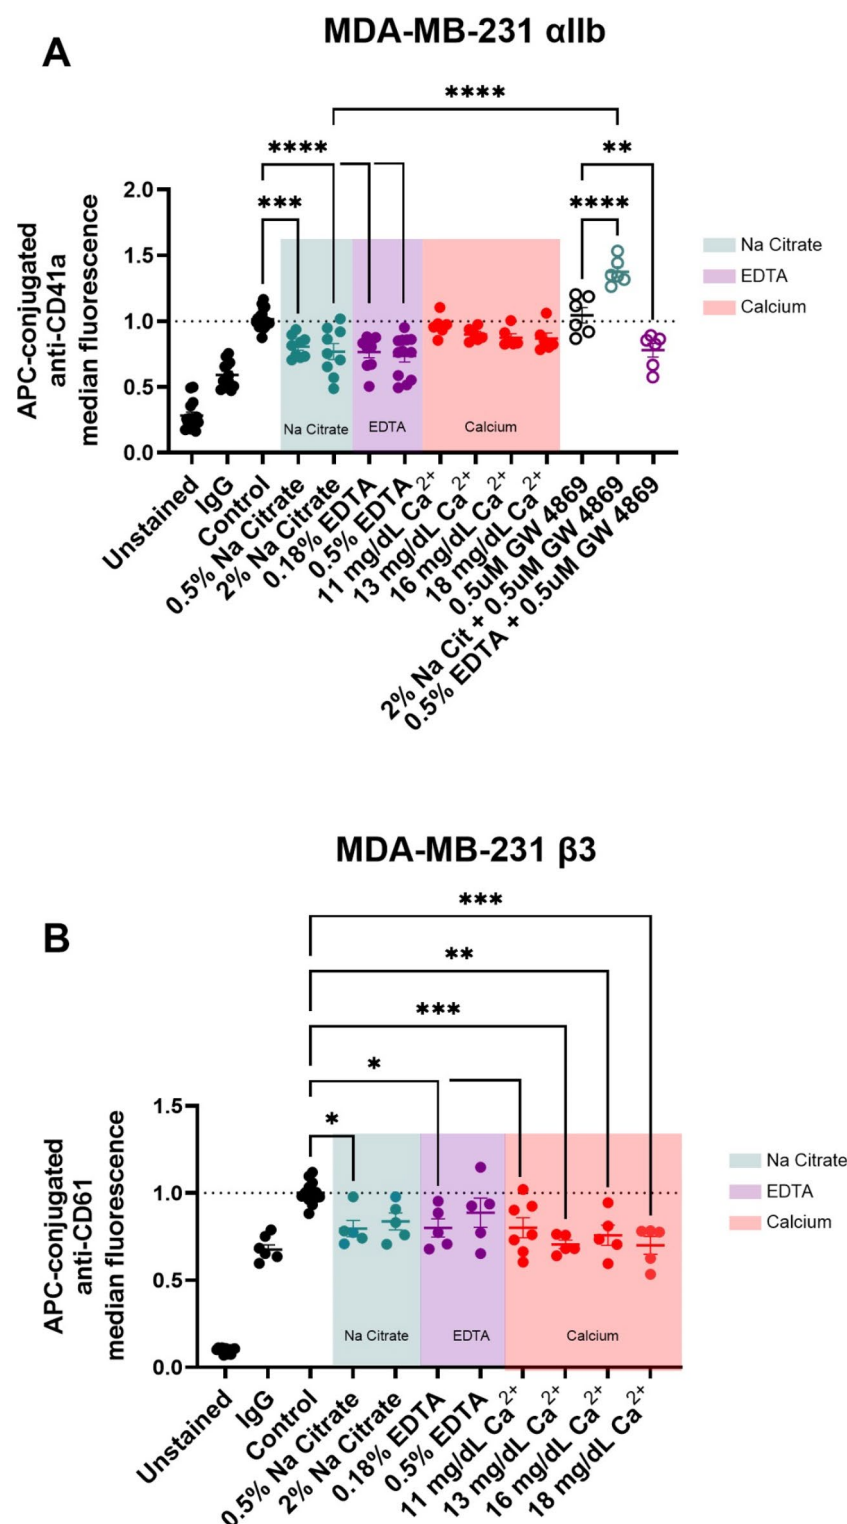 A
MDA-MB-231 αIIb
****
****
**
***
****
APC-conjugated
anti-CD41a
median fluorescence
2.0
1.5
1.0
0.5
0.0
Na Citrate
EDTA
Calcium
Na Citrate
EDTA
Calcium
Unstained
IgG
Control
0.5% Na Citrate
2% Na Citrate
0.18% EDTA
0.5% EDTA
11 mg/dL Ca²⁺
13 mg/dL Ca²⁺
16 mg/dL Ca²⁺
18 mg/dL Ca²⁺
0.5uM GW 4869
2% Na Cit + 0.5uM GW 4869
0.5% EDTA + 0.5uM GW 4869
MDA-MB-231 β3
B
***
**
***
*
*
APC-conjugated
anti-CD61
median fluorescence
1.5
1.0
0.5
0.0
Na Citrate
EDTA
Calcium
Na Citrate
EDTA
Calcium
Unstained
IgG
Control
0.5% Na Citrate
2% Na Citrate
0.18% EDTA
0.5% EDTA
11 mg/dL Ca²⁺
13 mg/dL Ca²⁺
16 mg/dL Ca²⁺
18 mg/dL Ca²⁺